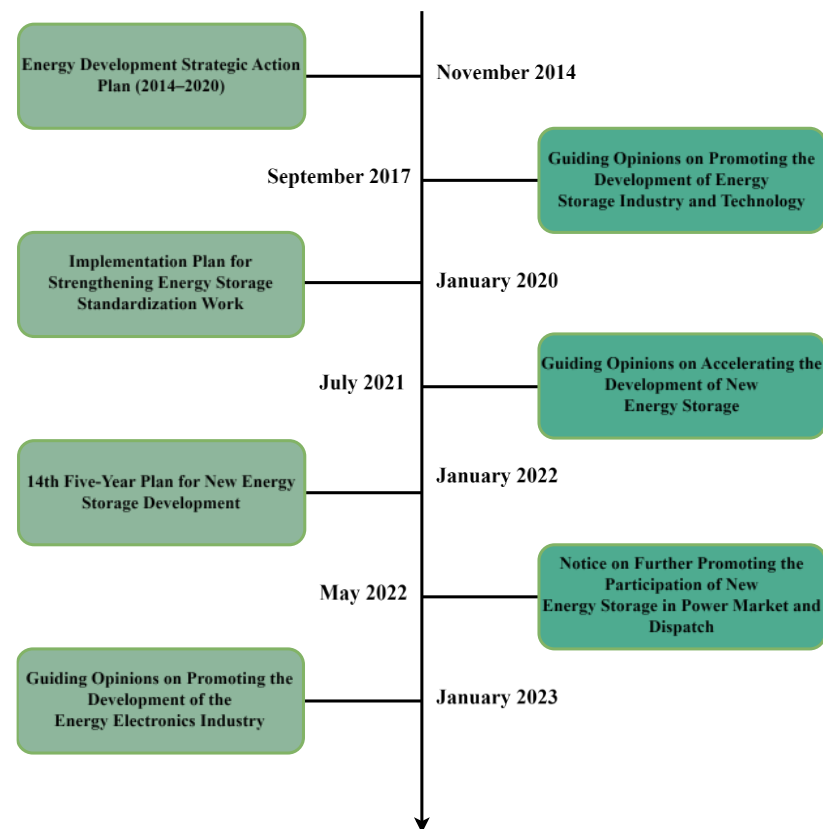 Energy Development Strategic Action
Plan (2014–2020)
November 2014
September 2017
Guiding Opinions on Promoting the
Development of Energy
Storage Industry and Technology
Implementation Plan for
Strengthening Energy Storage
Standardization Work
January 2020
July 2021
Guiding Opinions on Accelerating the
Development of New
Energy Storage
14th Five-Year Plan for New Energy
Storage Development
January 2022
May 2022
Notice on Further Promoting the
Participation of New
Energy Storage in Power Market and
Dispatch
Guiding Opinions on Promoting the
Development of the
Energy Electronics Industry
January 2023